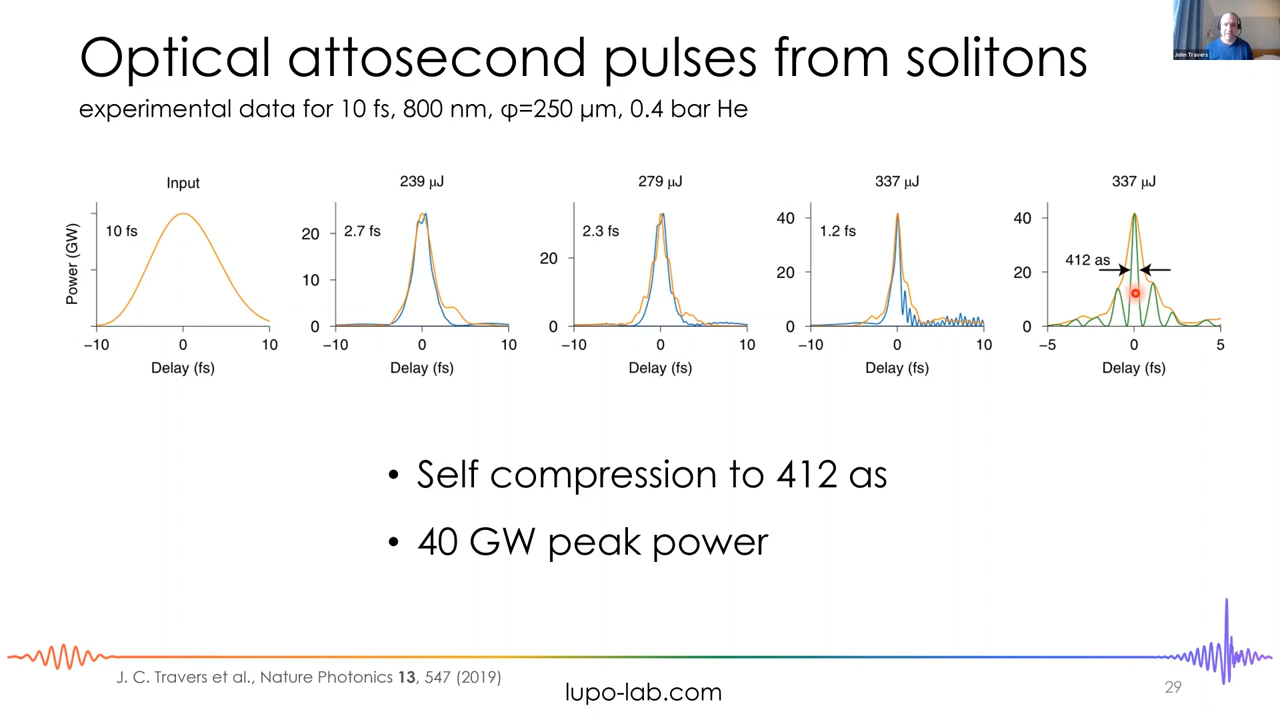 Optical attosecond pulses from solitons
John Travers
experimental data for 10 fs, 800 nm, φ=250 μm, 0.4 bar He
Input
10 fs
Power (GW)
−10 0 10
Delay (fs)
239 μJ
2.7 fs
20
10
0
−10 0 10
Delay (fs)
279 μJ
2.3 fs
20
0
−10 0 10
Delay (fs)
337 μJ
1.2 fs
40
20
0
−10 0 10
Delay (fs)
337 μJ
412 as
40
20
0
−5 0 5
Delay (fs)
• Self compression to 412 as
• 40 GW peak power
J. C. Travers et al., Nature Photonics 13, 547 (2019)
lupo-lab.com
29